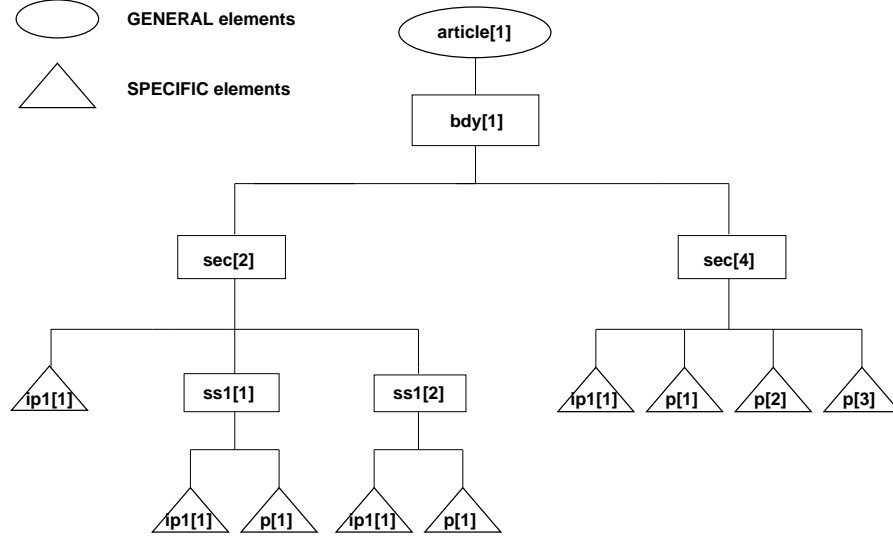 GENERAL elements
article[1]
SPECIFIC elements
bdy[1]
sec[2]
sec[4]
ip1[1]
ss1[1]
ss1[2]
ip1[1]
p[1]
p[2]
p[3]
ip1[1]
p[1]
ip1[1]
p[1]